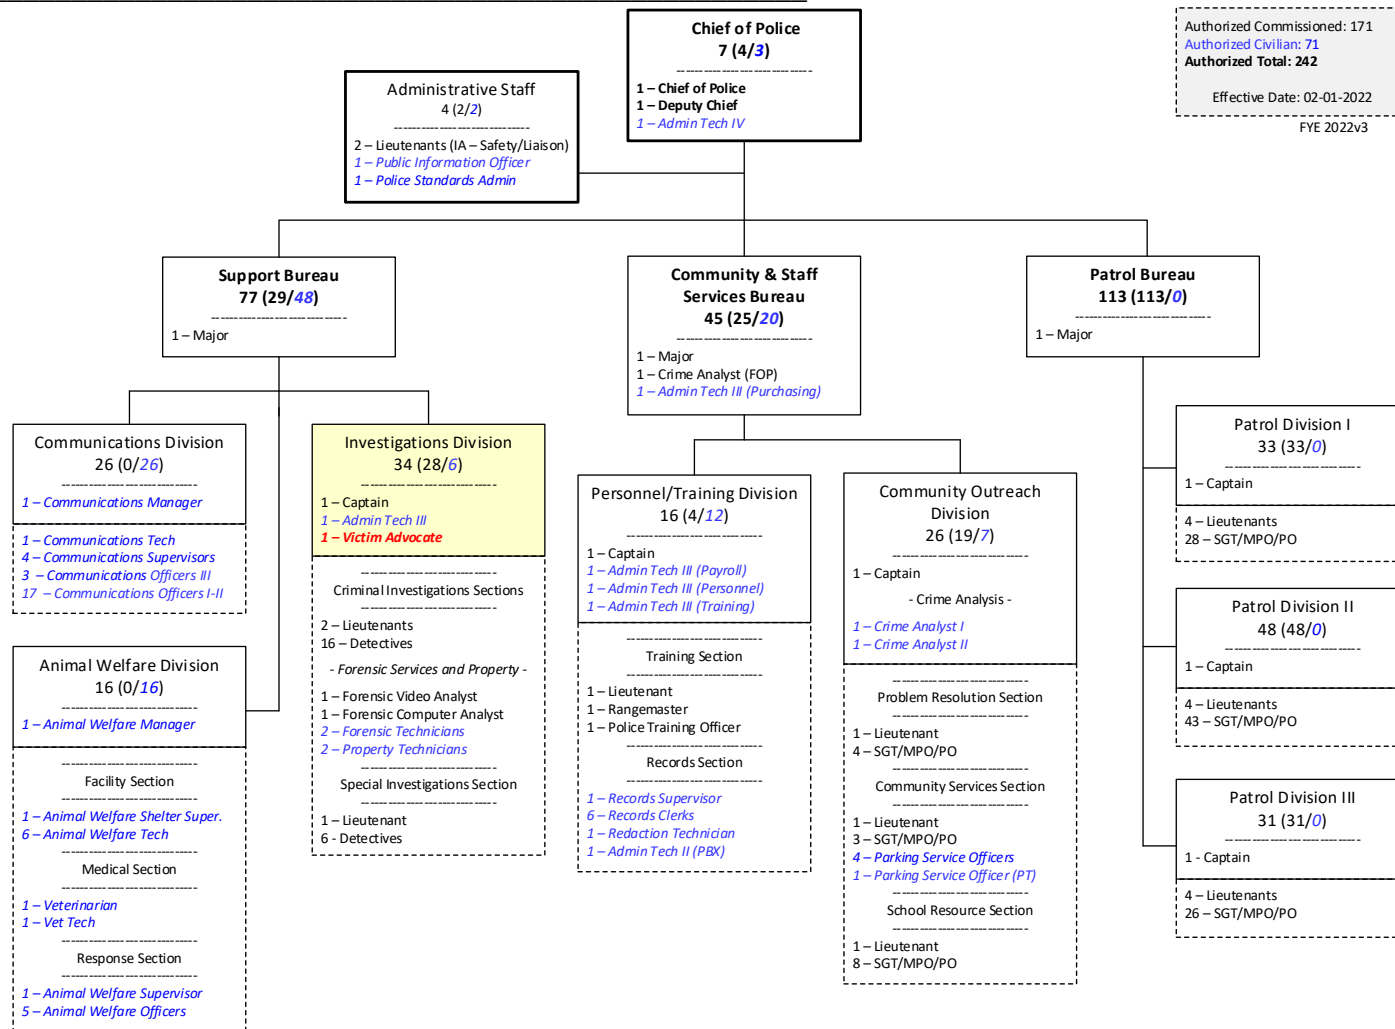 Chief of Police
7 (4/3)
1 – Chief of Police
1 – Deputy Chief
1 – Admin Tech IV
Authorized Commissioned: 171
Authorized Civilian: 71
Authorized Total: 242
Effective Date: 02-01-2022
FYE 2022v3
Administrative Staff
4 (2/2)
2 – Lieutenants (IA – Safety/Liaison)
1 – Public Information Officer
1 – Police Standards Admin
Support Bureau
77 (29/48)
1 – Major
Community & Staff
Services Bureau
45 (25/20)
1 – Major
1 – Crime Analyst (FOP)
1 – Admin Tech III (Purchasing)
Patrol Bureau
113 (113/0)
1 – Major
Communications Division
26 (0/26)
1 – Communications Manager
1 – Communications Tech
4 – Communications Supervisors
3 – Communications Officers III
17 – Communications Officers I-II
Animal Welfare Division
16 (0/16)
1 – Animal Welfare Manager
Facility Section
1 – Animal Welfare Shelter Super.
6 – Animal Welfare Tech
Medical Section
1 – Veterinarian
1 – Vet Tech
Response Section
1 – Animal Welfare Supervisor
5 – Animal Welfare Officers
Investigations Division
34 (28/6)
1 – Captain
1 – Admin Tech III
1 – Victim Advocate
Criminal Investigations Sections
2 – Lieutenants
16 – Detectives
- Forensic Services and Property -
1 – Forensic Video Analyst
1 – Forensic Computer Analyst
2 – Forensic Technicians
2 – Property Technicians
Special Investigations Section
1 – Lieutenant
6 - Detectives
Personnel/Training Division
16 (4/12)
1 – Captain
1 – Admin Tech III (Payroll)
1 – Admin Tech III (Personnel)
1 – Admin Tech III (Training)
Training Section
1 – Lieutenant
1 – Rangemaster
1 – Police Training Officer
Records Section
1 – Records Supervisor
6 – Records Clerks
1 – Redaction Technician
1 – Admin Tech II (PBX)
Community Outreach
Division
26 (19/7)
1 – Captain
- Crime Analysis -
1 – Crime Analyst I
1 – Crime Analyst II
Problem Resolution Section
1 – Lieutenant
4 – SGT/MPO/PO
Community Services Section
1 – Lieutenant
3 – SGT/MPO/PO
4 – Parking Service Officers
1 – Parking Service Officer (PT)
School Resource Section
1 – Lieutenant
8 – SGT/MPO/PO
Patrol Division I
33 (33/0)
1 – Captain
4 – Lieutenants
28 – SGT/MPO/PO
Patrol Division II
48 (48/0)
1 – Captain
4 – Lieutenants
43 – SGT/MPO/PO
Patrol Division III
31 (31/0)
1 - Captain
4 – Lieutenants
26 – SGT/MPO/PO